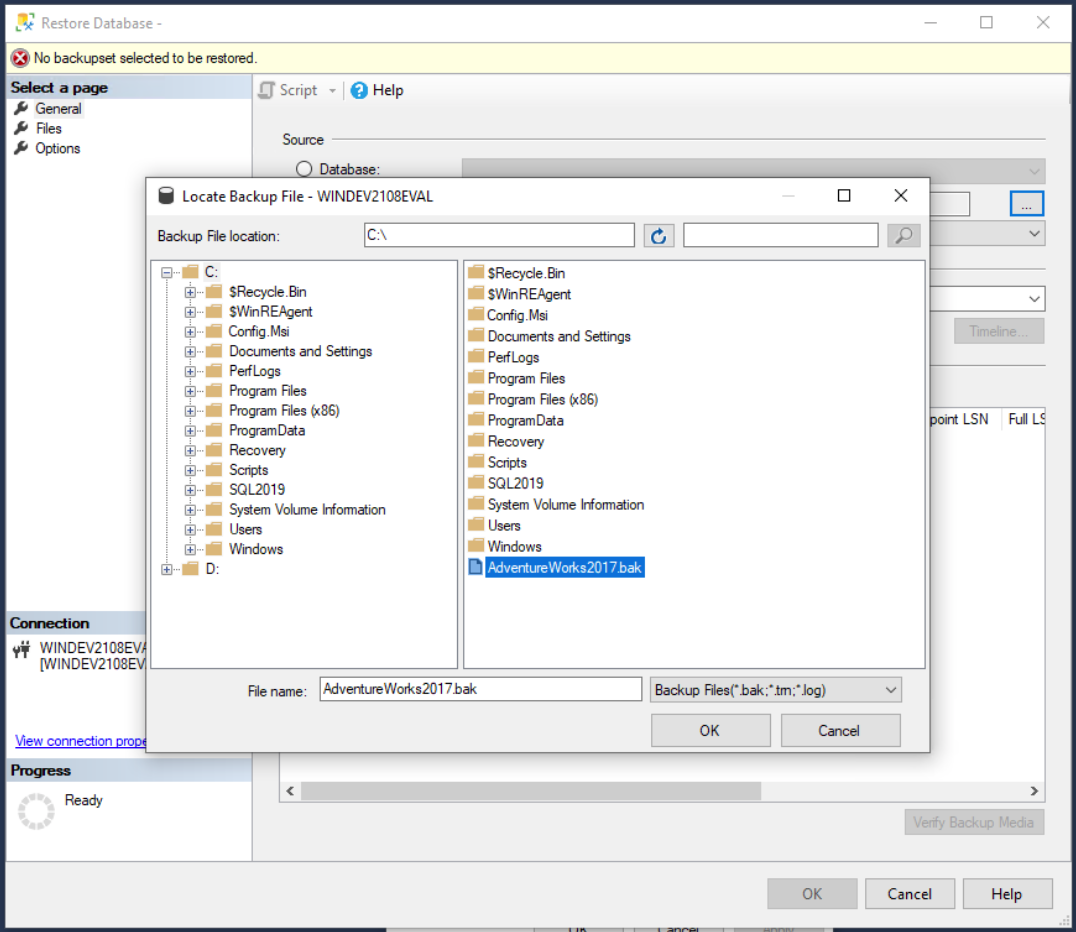 Restore Database -
No backupset selected to be restored.
Select a page
General
Files
Options
Script
Help
Source
Database:
...
Timeline...
point LSN
Full LS
Locate Backup File - WINDEV2108EVAL
Backup File location:
C:\
C:
$Recycle.Bin
$WinREAgent
Config.Msi
Documents and Settings
PerfLogs
Program Files
Program Files (x86)
ProgramData
Recovery
Scripts
SQL2019
System Volume Information
Users
Windows
D:
$Recycle.Bin
$WinREAgent
Config.Msi
Documents and Settings
PerfLogs
Program Files
Program Files (x86)
ProgramData
Recovery
Scripts
SQL2019
System Volume Information
Users
Windows
AdventureWorks2017.bak
File name:
AdventureWorks2017.bak
Backup Files(*.bak;*.trn;*.log)
OK
Cancel
Connection
WINDEV2108EVA
[WINDEV2108EV
View connection prope
Progress
Ready
Verify Backup Media
OK
Cancel
Help